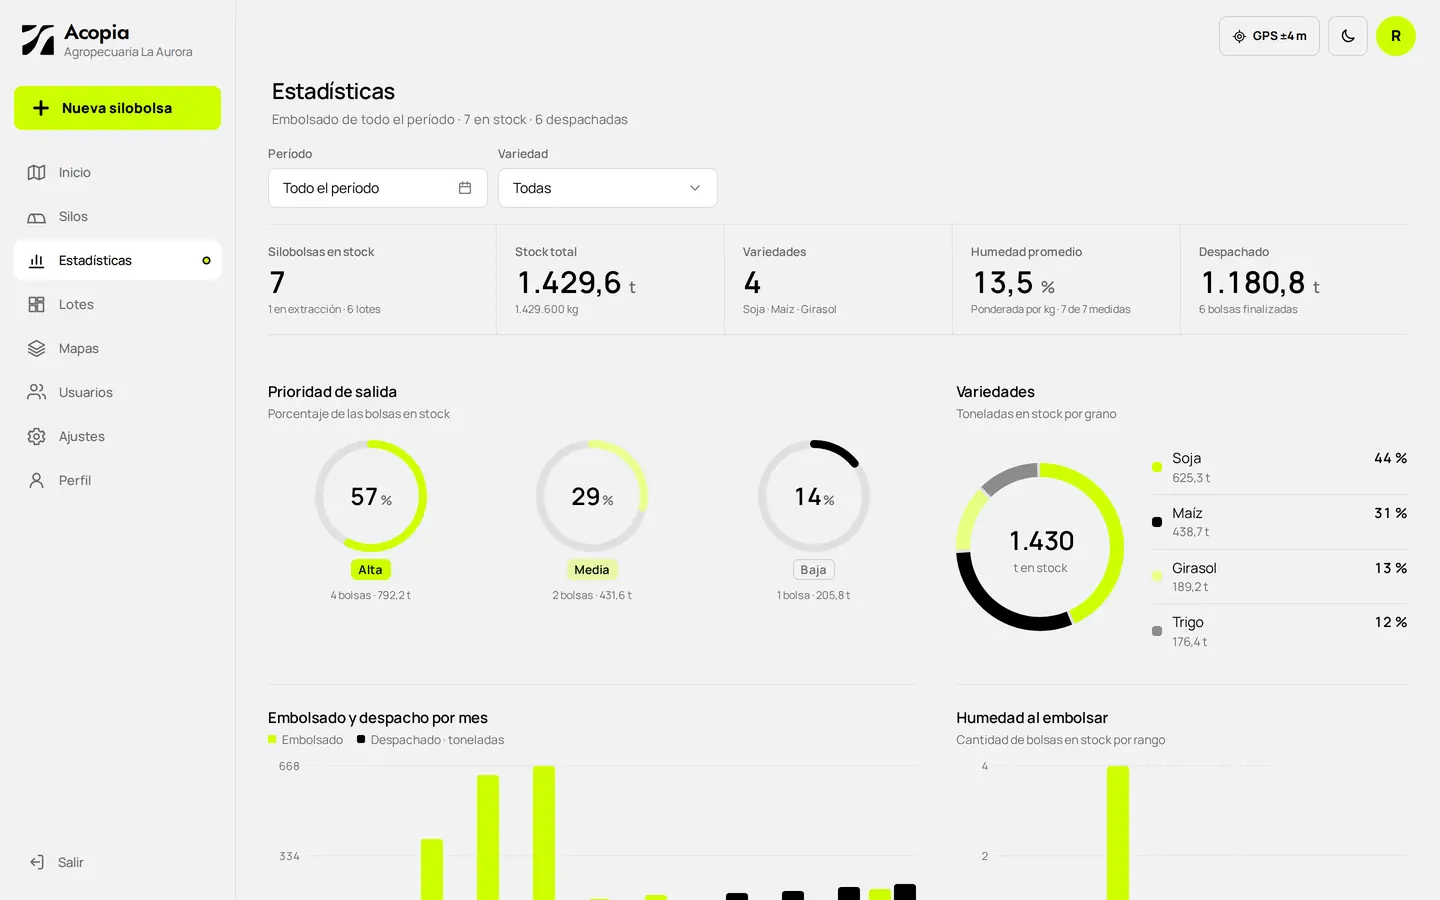 Acopia
Agropecuaria La Aurora
GPS ±4 m
R
Nueva silobolsa
Inicio
Silos
Estadísticas
Lotes
Mapas
Usuarios
Ajustes
Perfil
Salir
Estadísticas
Embolsado de todo el período · 7 en stock · 6 despachadas
Período
Variedad
Todo el período
Todas
Silobolsas en stock
7
1 en extracción · 6 lotes
Stock total
1.429,6 t
1.429.600 kg
Variedades
4
Soja · Maíz · Girasol
Humedad promedio
13,5 %
Ponderada por kg · 7 de 7 medidas
Despachado
1.180,8 t
6 bolsas finalizadas
Prioridad de salida
Porcentaje de las bolsas en stock
57 %
Alta
4 bolsas · 792,2 t
29 %
Media
2 bolsas · 431,6 t
14 %
Baja
1 bolsa · 205,8 t
Variedades
Toneladas en stock por grano
1.430
t en stock
Soja 44 %
625,3 t
Maíz 31 %
438,7 t
Girasol 13 %
189,2 t
Trigo 12 %
176,4 t
Embolsado y despacho por mes
Embolsado Despachado · toneladas
668
334
Humedad al embolsar
Cantidad de bolsas en stock por rango
4
2